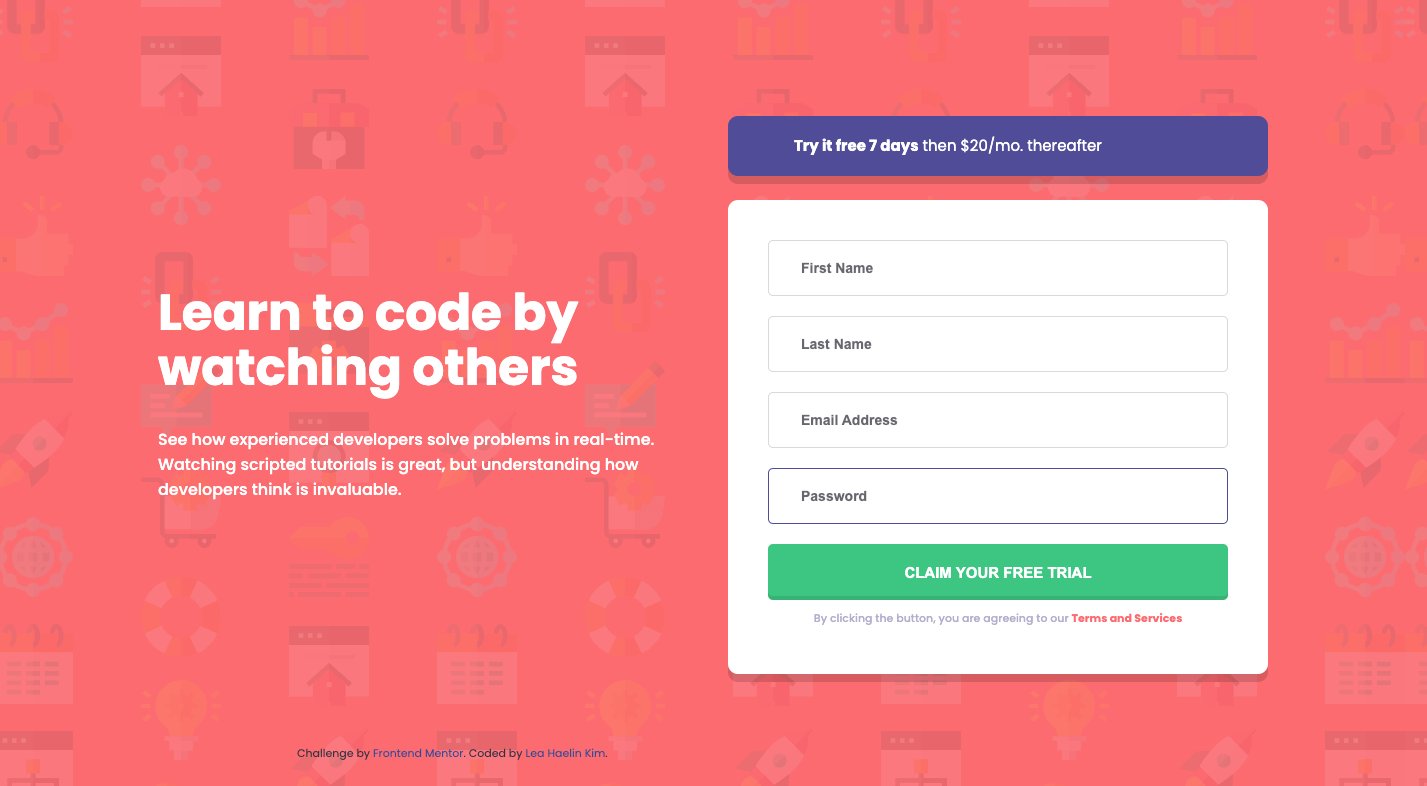 Learn to code by
watching others
See how experienced developers solve problems in real-time.
Watching scripted tutorials is great, but understanding how
developers think is invaluable.
Try it free 7 days then $20/mo. thereafter
First Name
Last Name
Email Address
Password
CLAIM YOUR FREE TRIAL
By clicking the button, you are agreeing to our Terms and Services
Challenge by Frontend Mentor. Coded by Lea Haelin Kim.